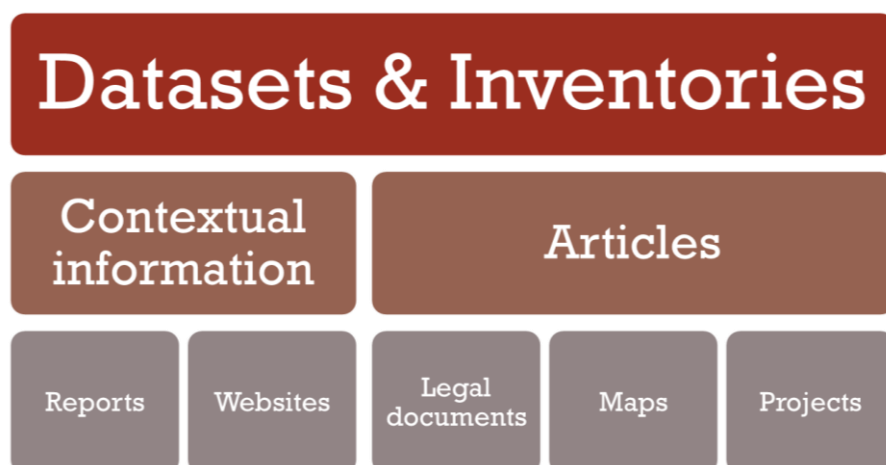 Datasets & Inventories
Contextual
information
Articles
Reports
Websites
Legal
documents
Maps
Projects